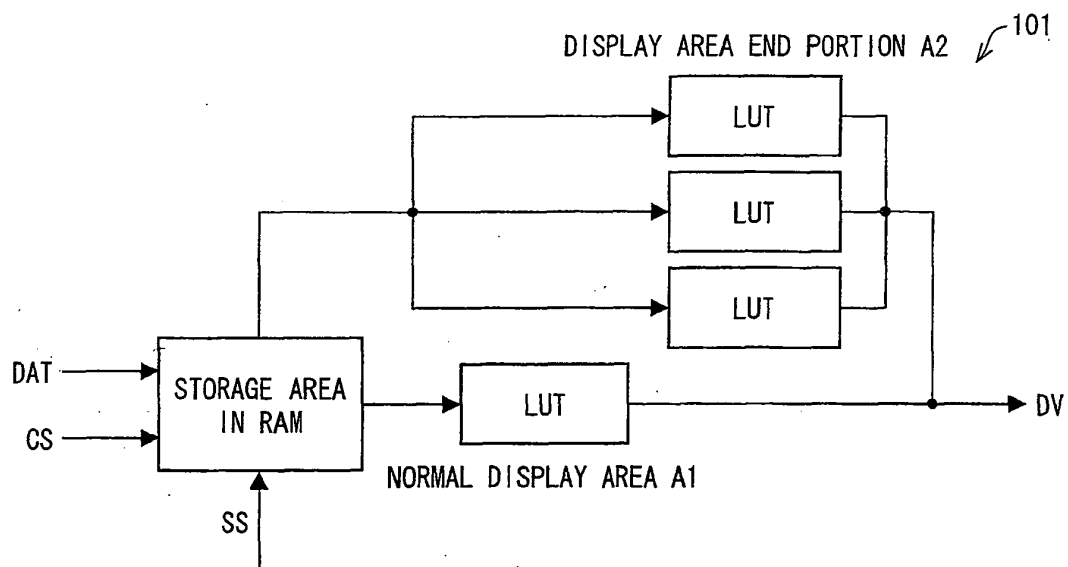 101
DISPLAY AREA END PORTION A2
LUT
LUT
LUT
DAT
CS
STORAGE AREA
IN RAM
LUT
DV
NORMAL DISPLAY AREA A1
SS